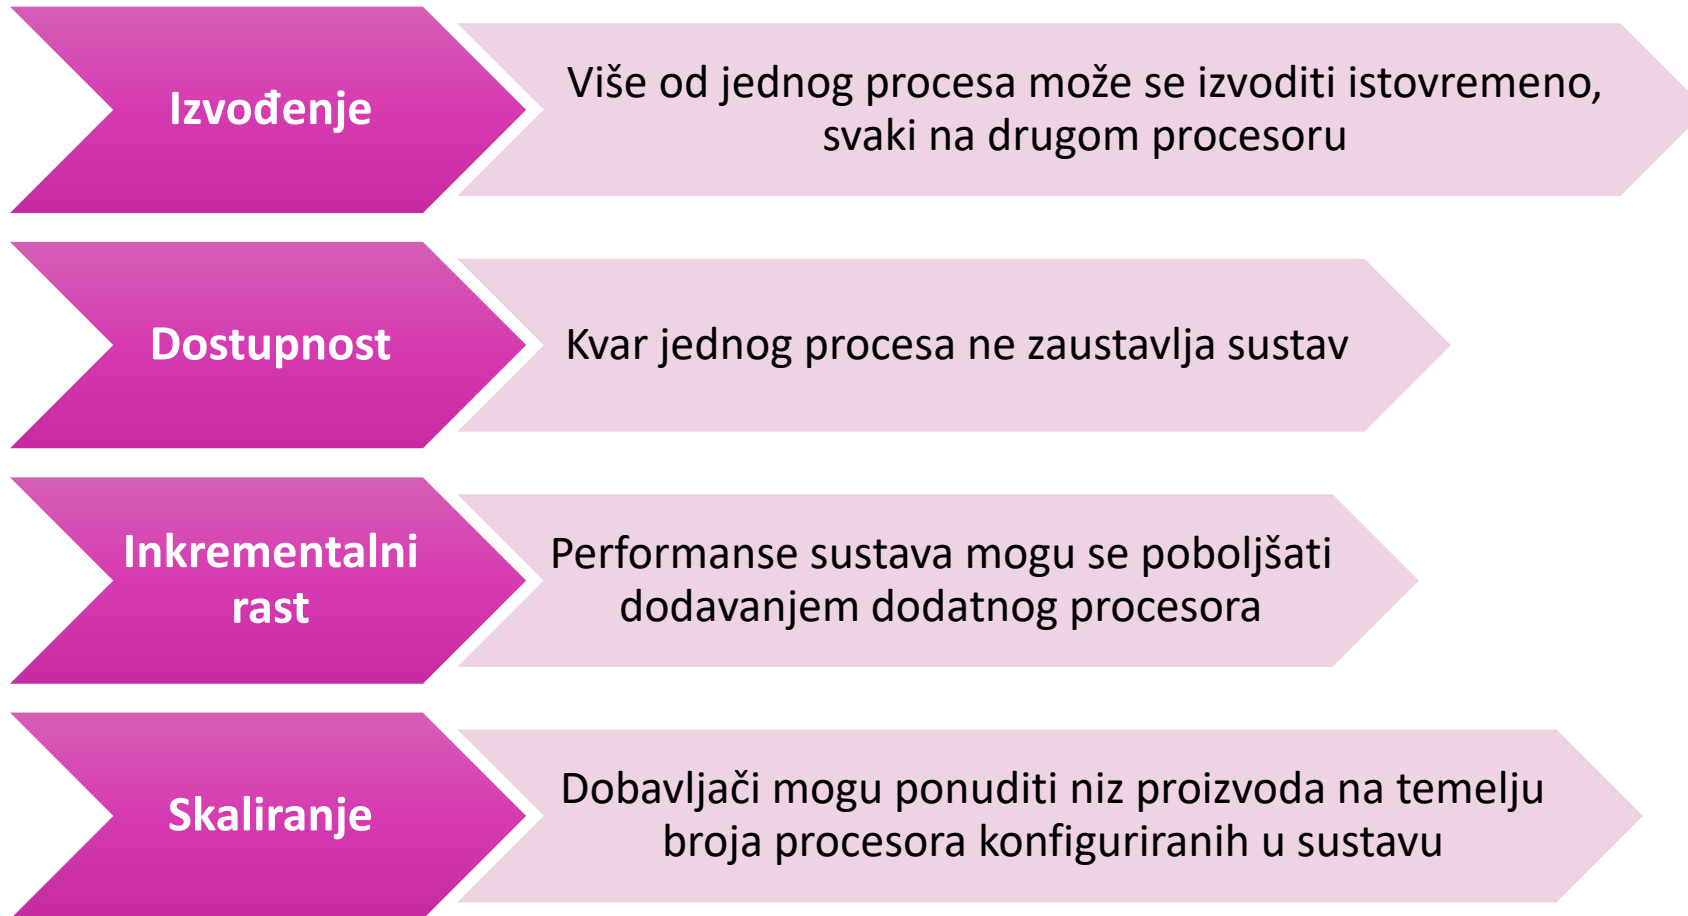 Izvođenje
Više od jednog procesa može se izvoditi istovremeno,
svaki na drugom procesoru
Dostupnost
Kvar jednog procesa ne zaustavlja sustav
Inkrementalni
rast
Performanse sustava mogu se poboljšati
dodavanjem dodatnog procesora
Skaliranje
Dobavljači mogu ponuditi niz proizvoda na temelju
broja procesora konfiguriranih u sustavu